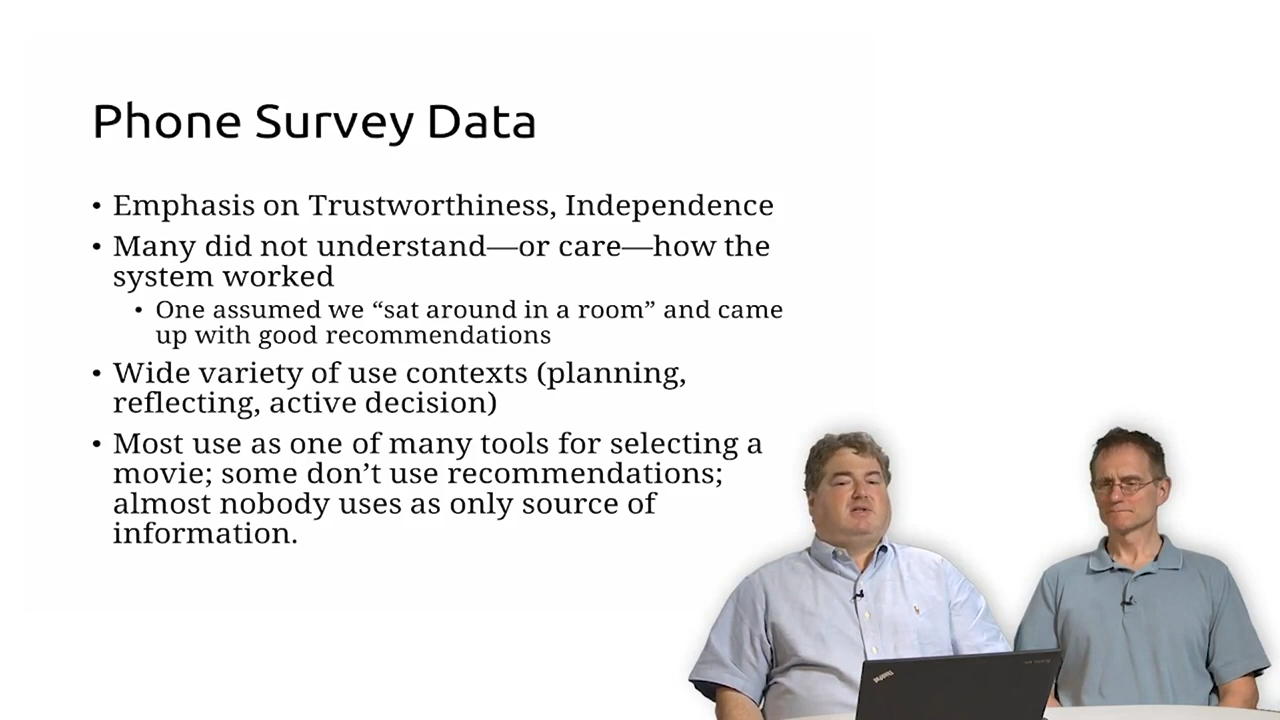 Phone Survey Data
• Emphasis on Trustworthiness, Independence
• Many did not understand—or care—how the
system worked
• One assumed we “sat around in a room” and came
up with good recommendations
• Wide variety of use contexts (planning,
reflecting, active decision)
• Most use as one of many tools for selecting a
movie; some don’t use recommendations;
almost nobody uses as only source of
information.
ThinkPad